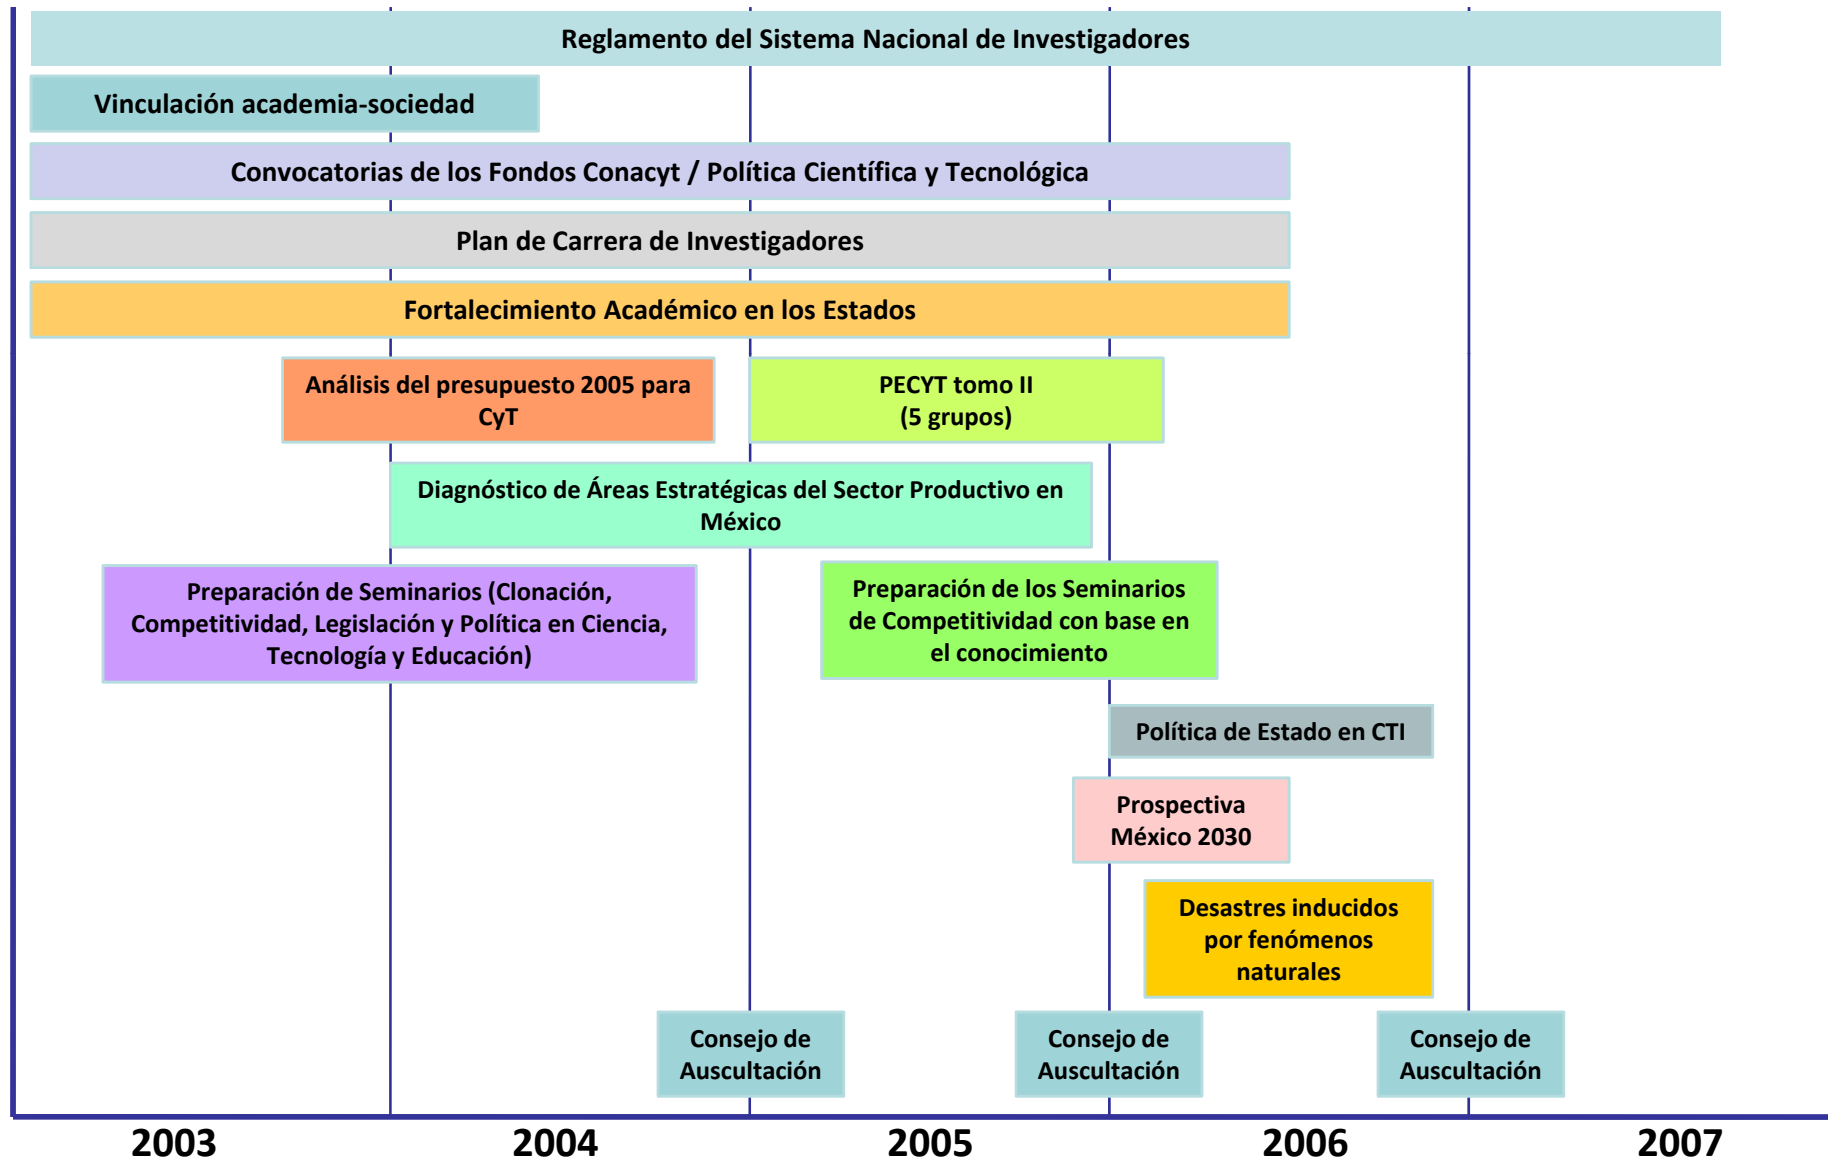 Reglamento del Sistema Nacional de Investigadores
Vinculación academia-sociedad
Convocatorias de los Fondos Conacyt / Política Científica y Tecnológica
Plan de Carrera de Investigadores
Fortalecimiento Académico en los Estados
Análisis del presupuesto 2005 para
CyT
PECYT tomo II
(5 grupos)
Diagnóstico de Áreas Estratégicas del Sector Productivo en
México
Preparación de Seminarios (Clonación,
Competitividad, Legislación y Política en Ciencia,
Tecnología y Educación)
Preparación de los Seminarios
de Competitividad con base en
el conocimiento
Política de Estado en CTI
Prospectiva
México 2030
Desastres inducidos
por fenómenos
naturales
Consejo de
Auscultación
Consejo de
Auscultación
Consejo de
Auscultación
2003
2004
2005
2006
2007